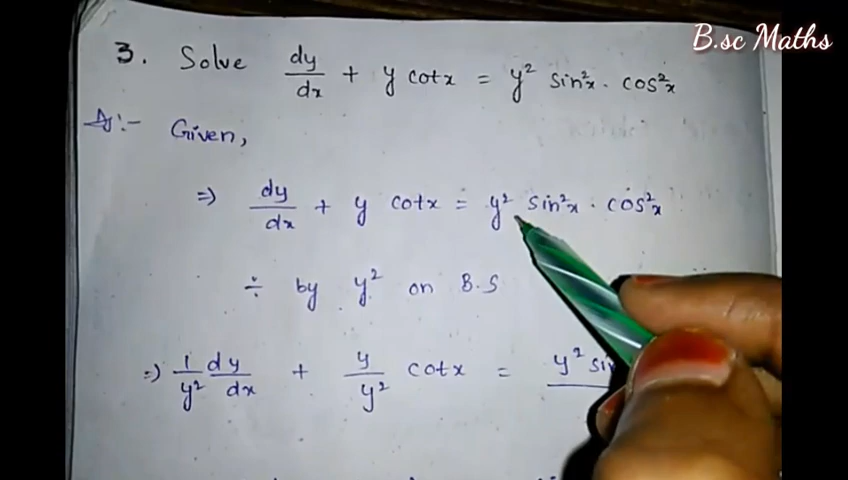 B.sc Maths
3. Solve dy/dx + y cotx = y² sin²x . cos²x
A:- Given,
⇒ dy/dx + y cotx = y² sin²x . cos²x
÷ by y² on B.S
⇒ 1/y² dy/dx + y/y² cotx = y² si